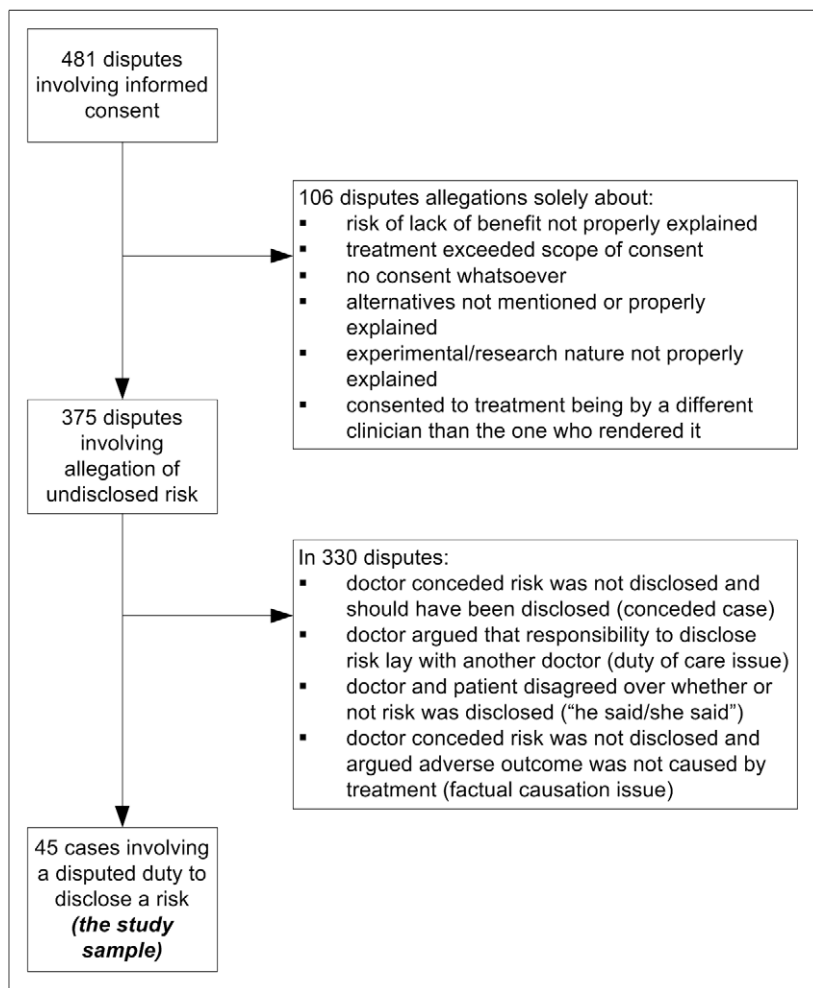 481 disputes
involving informed
consent
106 disputes allegations solely about:
▪ risk of lack of benefit not properly explained
▪ treatment exceeded scope of consent
▪ no consent whatsoever
▪ alternatives not mentioned or properly
explained
▪ experimental/research nature not properly
explained
▪ consented to treatment being by a different
clinician than the one who rendered it
375 disputes
involving
allegation of
undisclosed risk
In 330 disputes:
▪ doctor conceded risk was not disclosed and
should have been disclosed (conceded case)
▪ doctor argued that responsibility to disclose
risk lay with another doctor (duty of care issue)
▪ doctor and patient disagreed over whether or
not risk was disclosed (“he said/she said”)
▪ doctor conceded risk was not disclosed and
argued adverse outcome was not caused by
treatment (factual causation issue)
45 cases involving
a disputed duty to
disclose a risk
(the study
sample)